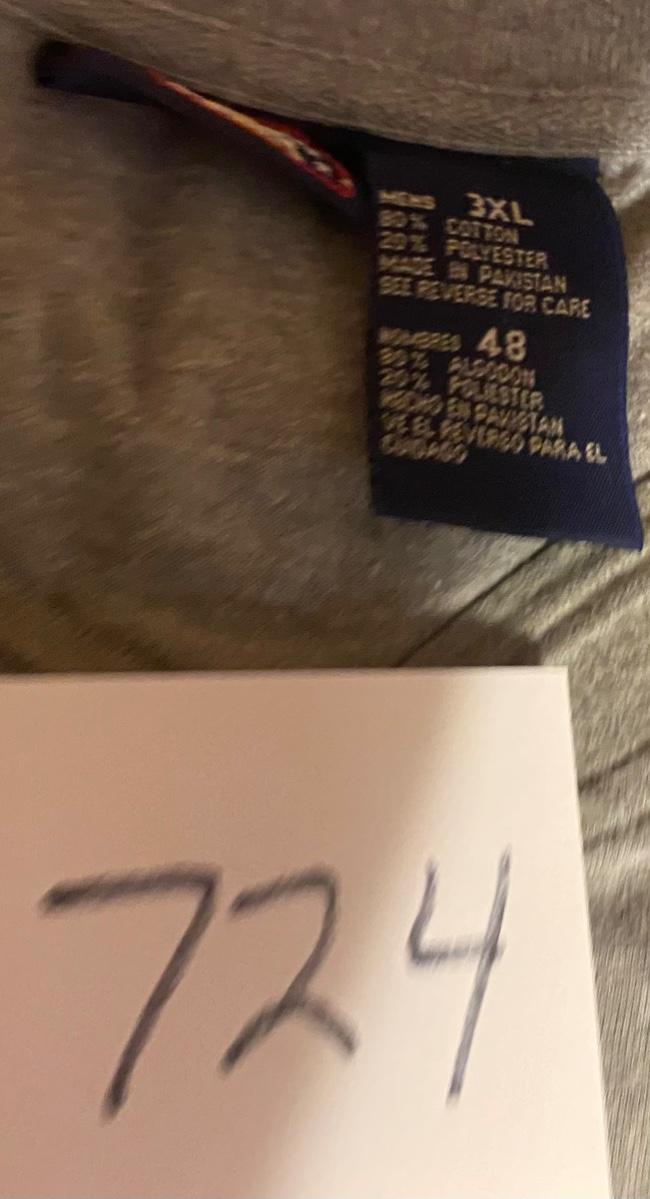 MENS 3XL
80% COTTON
20% POLYESTER
MADE IN PAKISTAN
SEE REVERSE FOR CARE
HOMBRES 48
80% ALGODON
20% POLIESTER
HECHO EN PAKISTAN
VE EL REVERSO PARA EL
CUIDADO
724